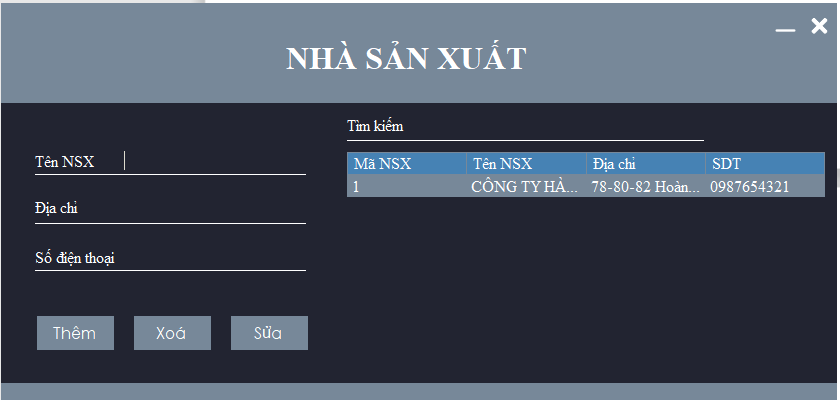 NHÀ SẢN XUẤT
Tìm kiếm
Tên NSX
Địa chỉ
Số điện thoại
Thêm Xoá Sửa
Mã NSX Tên NSX Địa chỉ SDT
1 CÔNG TY HÀ... 78-80-82 Hoàn... 0987654321